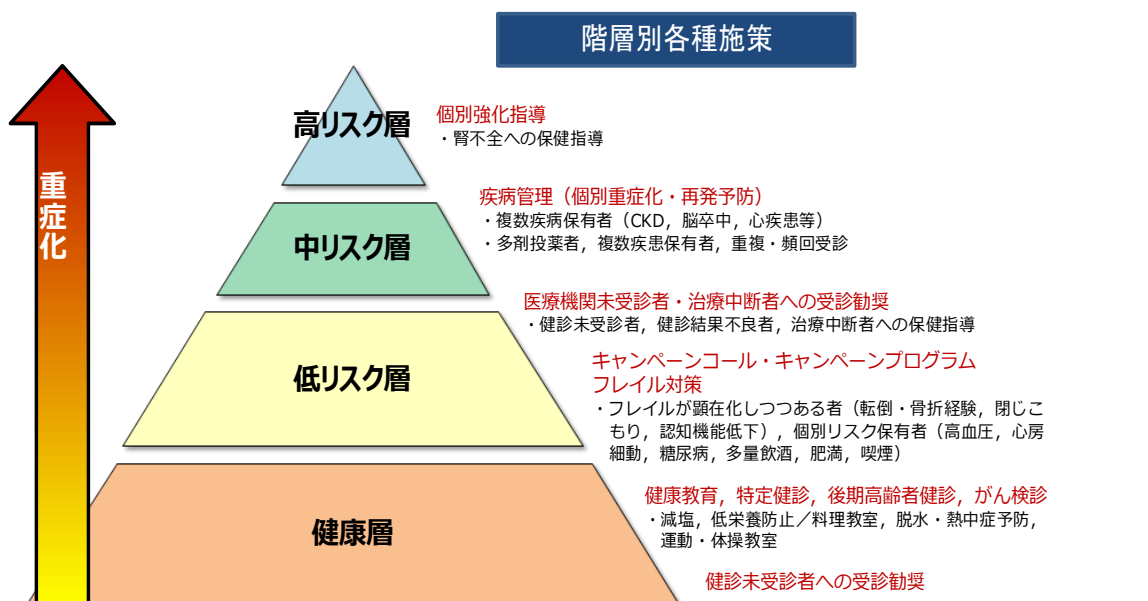 階層別各種施策
重症化
高リスク層
個別強化指導
・腎不全への保健指導
中リスク層
疾病管理（個別重症化・再発予防）
・複数疾病保有者（CKD，脳卒中，心疾患等）
・多剤投薬者，複数疾患保有者，重複・頻回受診
医療機関未受診者・治療中断者への受診勧奨
・健診未受診者，健診結果不良者，治療中断者への保健指導
低リスク層
キャンペーンコール・キャンペーンプログラム
フレイル対策
・フレイルが顕在化しつつある者（転倒・骨折経験，閉じこ
もり，認知機能低下），個別リスク保有者（高血圧，心房
細動，糖尿病，多量飲酒，肥満，喫煙）
健康層
健康教育，特定健診，後期高齢者健診，がん検診
・減塩，低栄養防止／料理教室，脱水・熱中症予防，
運動・体操教室
健診未受診者への受診勧奨